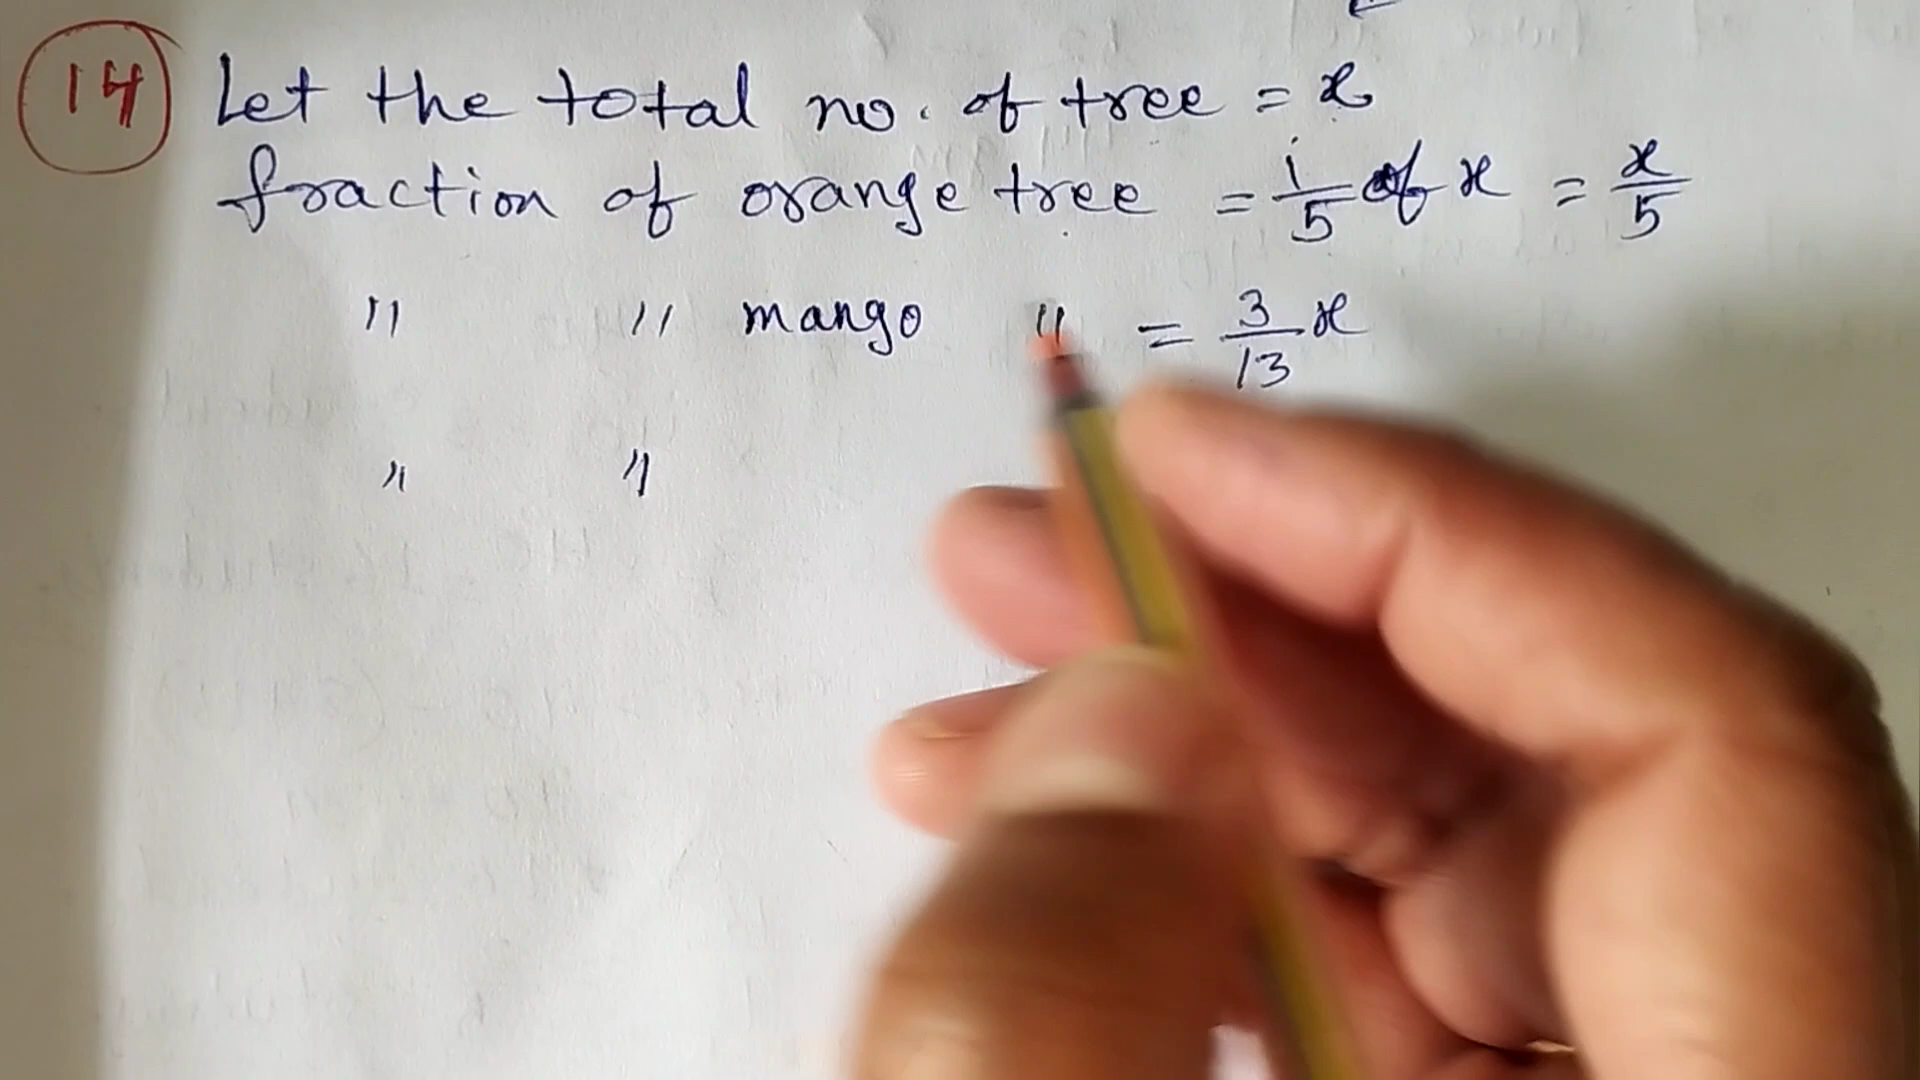 14 Let the total no. of tree = x
fraction of orange tree = 1/5 of x = x/5
" " mango " = 3/13 x
" "